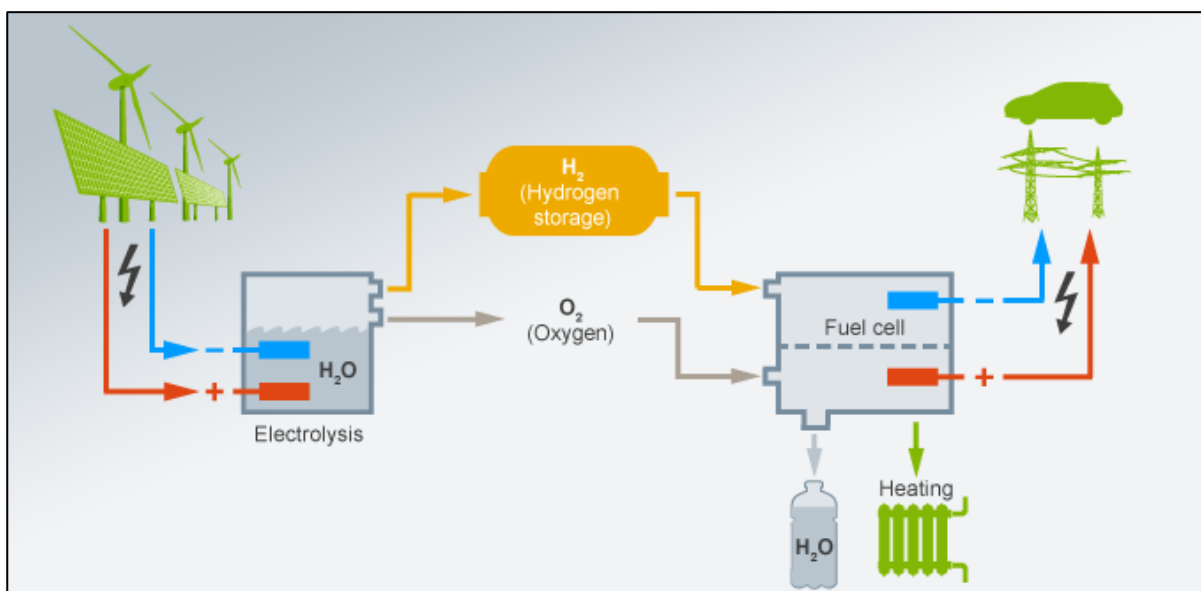 H₂
(Hydrogen
storage)
O₂
(Oxygen)
H₂O
Electrolysis
Fuel cell
Heating
H₂O
−
+
−
+